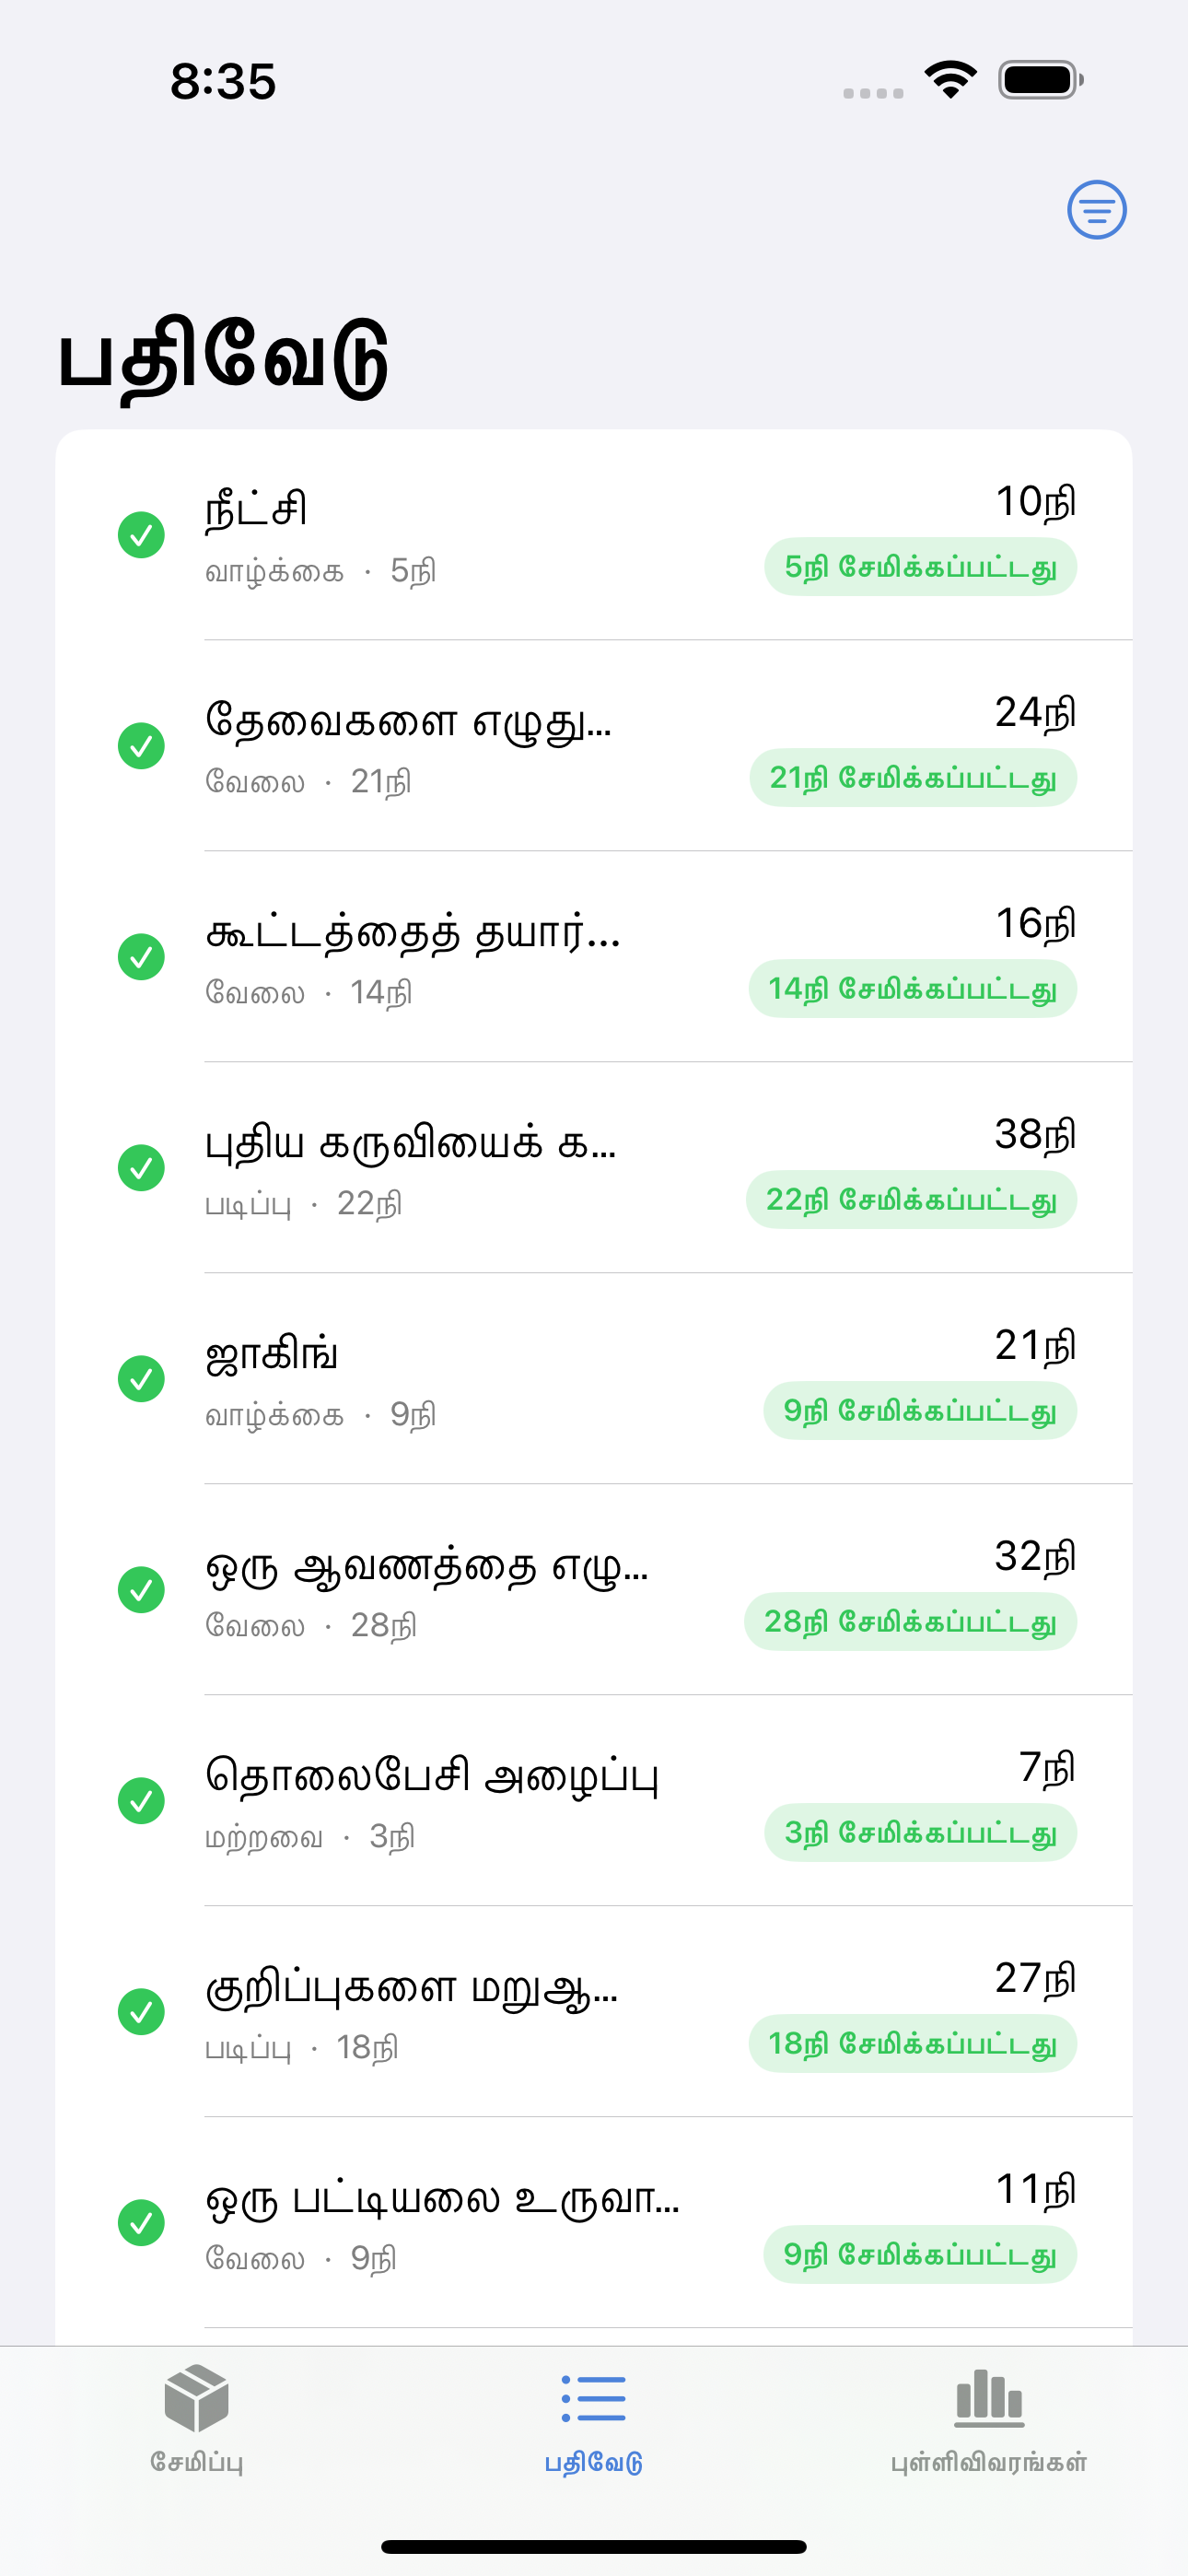 8:35
பதிவேடு
நீட்சி
10நி
வாழ்க்கை · 5நி
5நி சேமிக்கப்பட்டது
தேவைகளை எழுது...
24நி
வேலை · 21நி
21நி சேமிக்கப்பட்டது
கூட்டத்தைத் தயார்...
16நி
வேலை · 14நி
14நி சேமிக்கப்பட்டது
புதிய கருவியைக் க...
38நி
படிப்பு · 22நி
22நி சேமிக்கப்பட்டது
ஜாகிங்
21நி
வாழ்க்கை · 9நி
9நி சேமிக்கப்பட்டது
ஒரு ஆவணத்தை எழு...
32நி
வேலை · 28நி
28நி சேமிக்கப்பட்டது
தொலைபேசி அழைப்பு
7நி
மற்றவை · 3நி
3நி சேமிக்கப்பட்டது
குறிப்புகளை மறுஆ...
27நி
படிப்பு · 18நி
18நி சேமிக்கப்பட்டது
ஒரு பட்டியலை உருவா...
11நி
வேலை · 9நி
9நி சேமிக்கப்பட்டது
சேமிப்பு
பதிவேடு
புள்ளிவிவரங்கள்